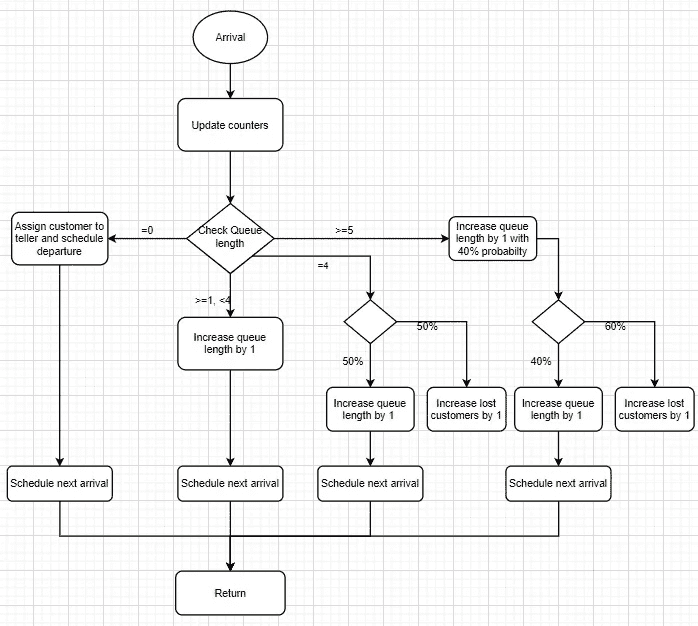 Arrival
Update counters
Assign customer to
teller and schedule
departure
=0
Check Queue
length
>=5
Increase queue
length by 1 with
40% probabilty
=4
>=1, <4
Increase queue
length by 1
50%
50%
60%
40%
Increase queue
length by 1
Increase lost
customers by 1
Increase queue
length by 1
Increase lost
customers by 1
Schedule next arrival
Schedule next arrival
Schedule next arrival
Schedule next arrival
Return